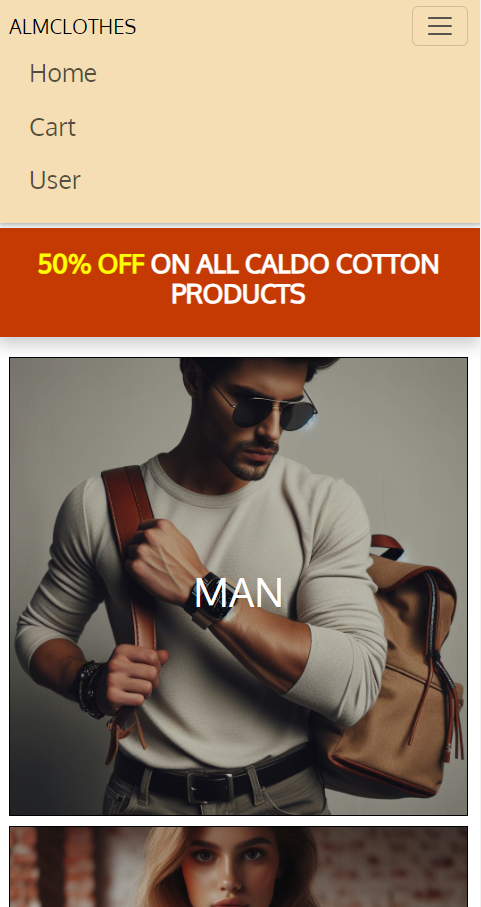 ALMCLOTHES
Home
Cart
User
50% OFF ON ALL CALDO COTTON
PRODUCTS
MAN